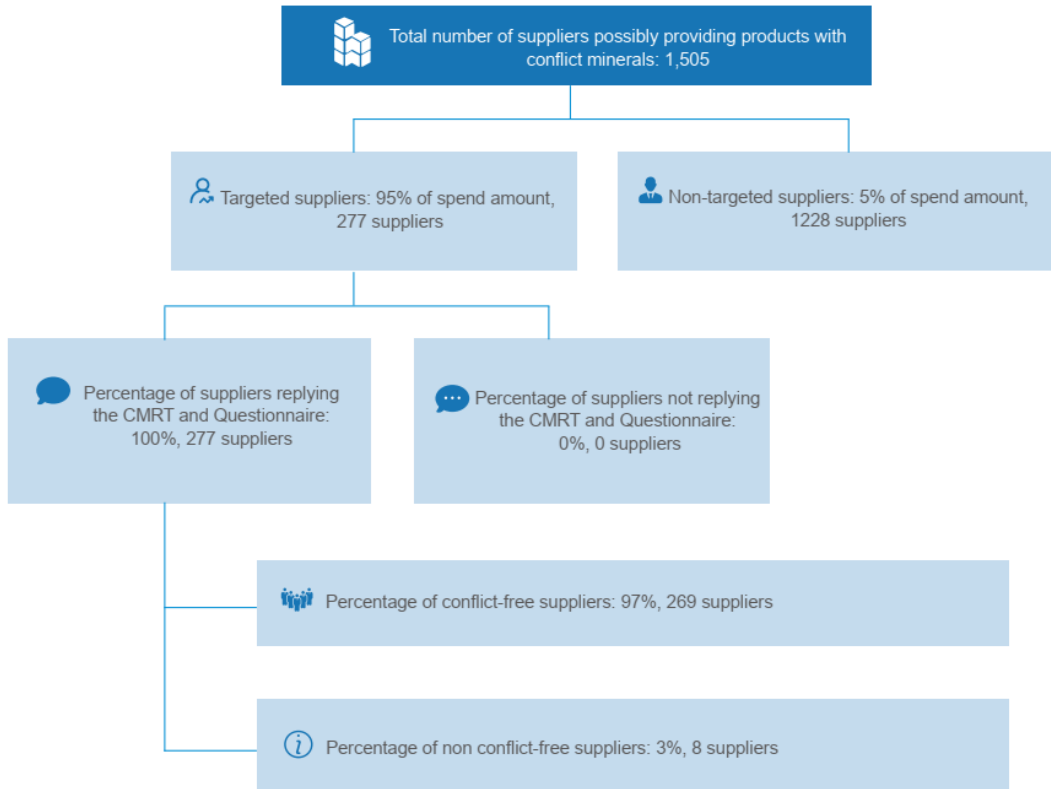 Total number of suppliers possibly providing products with
conflict minerals: 1,505
Targeted suppliers: 95% of spend amount,
277 suppliers
Non-targeted suppliers: 5% of spend amount,
1228 suppliers
Percentage of suppliers replying
the CMRT and Questionnaire:
100%, 277 suppliers
Percentage of suppliers not replying
the CMRT and Questionnaire:
0%, 0 suppliers
Percentage of conflict-free suppliers: 97%, 269 suppliers
Percentage of non conflict-free suppliers: 3%, 8 suppliers